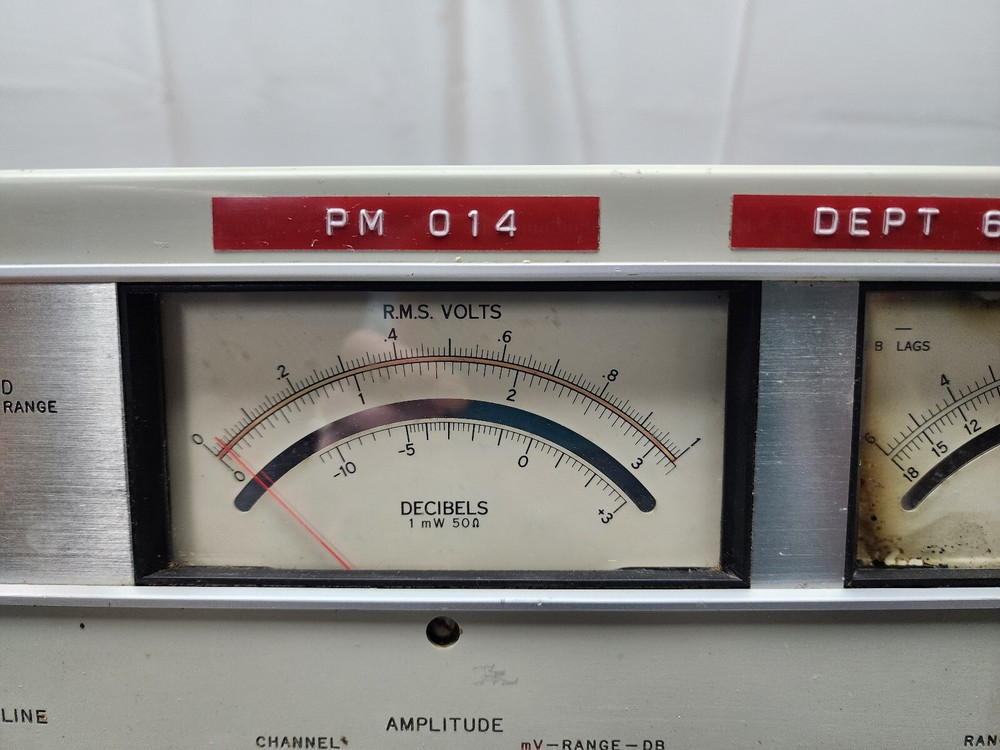 PM 014
DEPT 6
R.M.S. VOLTS
0 .2 .4 .6 .8 1
0 1 2 3
-10 -5 0 +3
DECIBELS
1 mW 50Ω
D
RANGE
B LAGS
6 4
18 15 12
LINE
AMPLITUDE
CHANNEL
mV-RANGE-DB
RAN